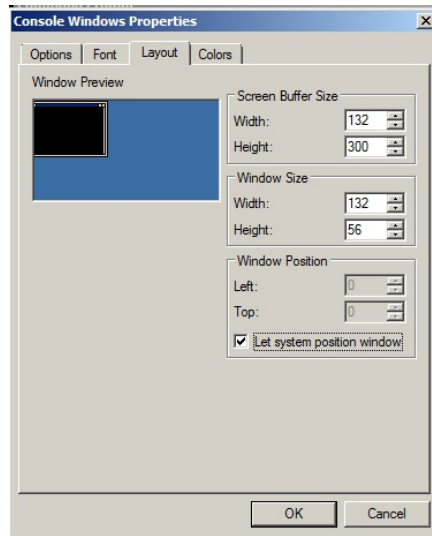 Console Windows Properties
Options Font Layout Colors
Window Preview
Screen Buffer Size
Width: 132
Height: 300
Window Size
Width: 132
Height: 56
Window Position
Left: 0
Top: 0
Let system position window
OK Cancel